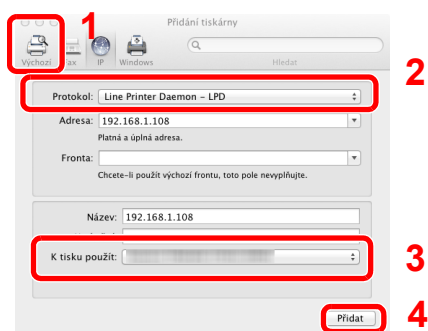 1
Přidání tiskárny
Výchozí Fax IP Windows Hledat
2
Protokol: Line Printer Daemon – LPD
Adresa: 192.168.1.108
Platná a úplná adresa.
Fronta:
Chcete-li použít výchozí frontu, toto pole nevyplňujte.
Název: 192.168.1.108
K tisku použít:
3
Přidat
4